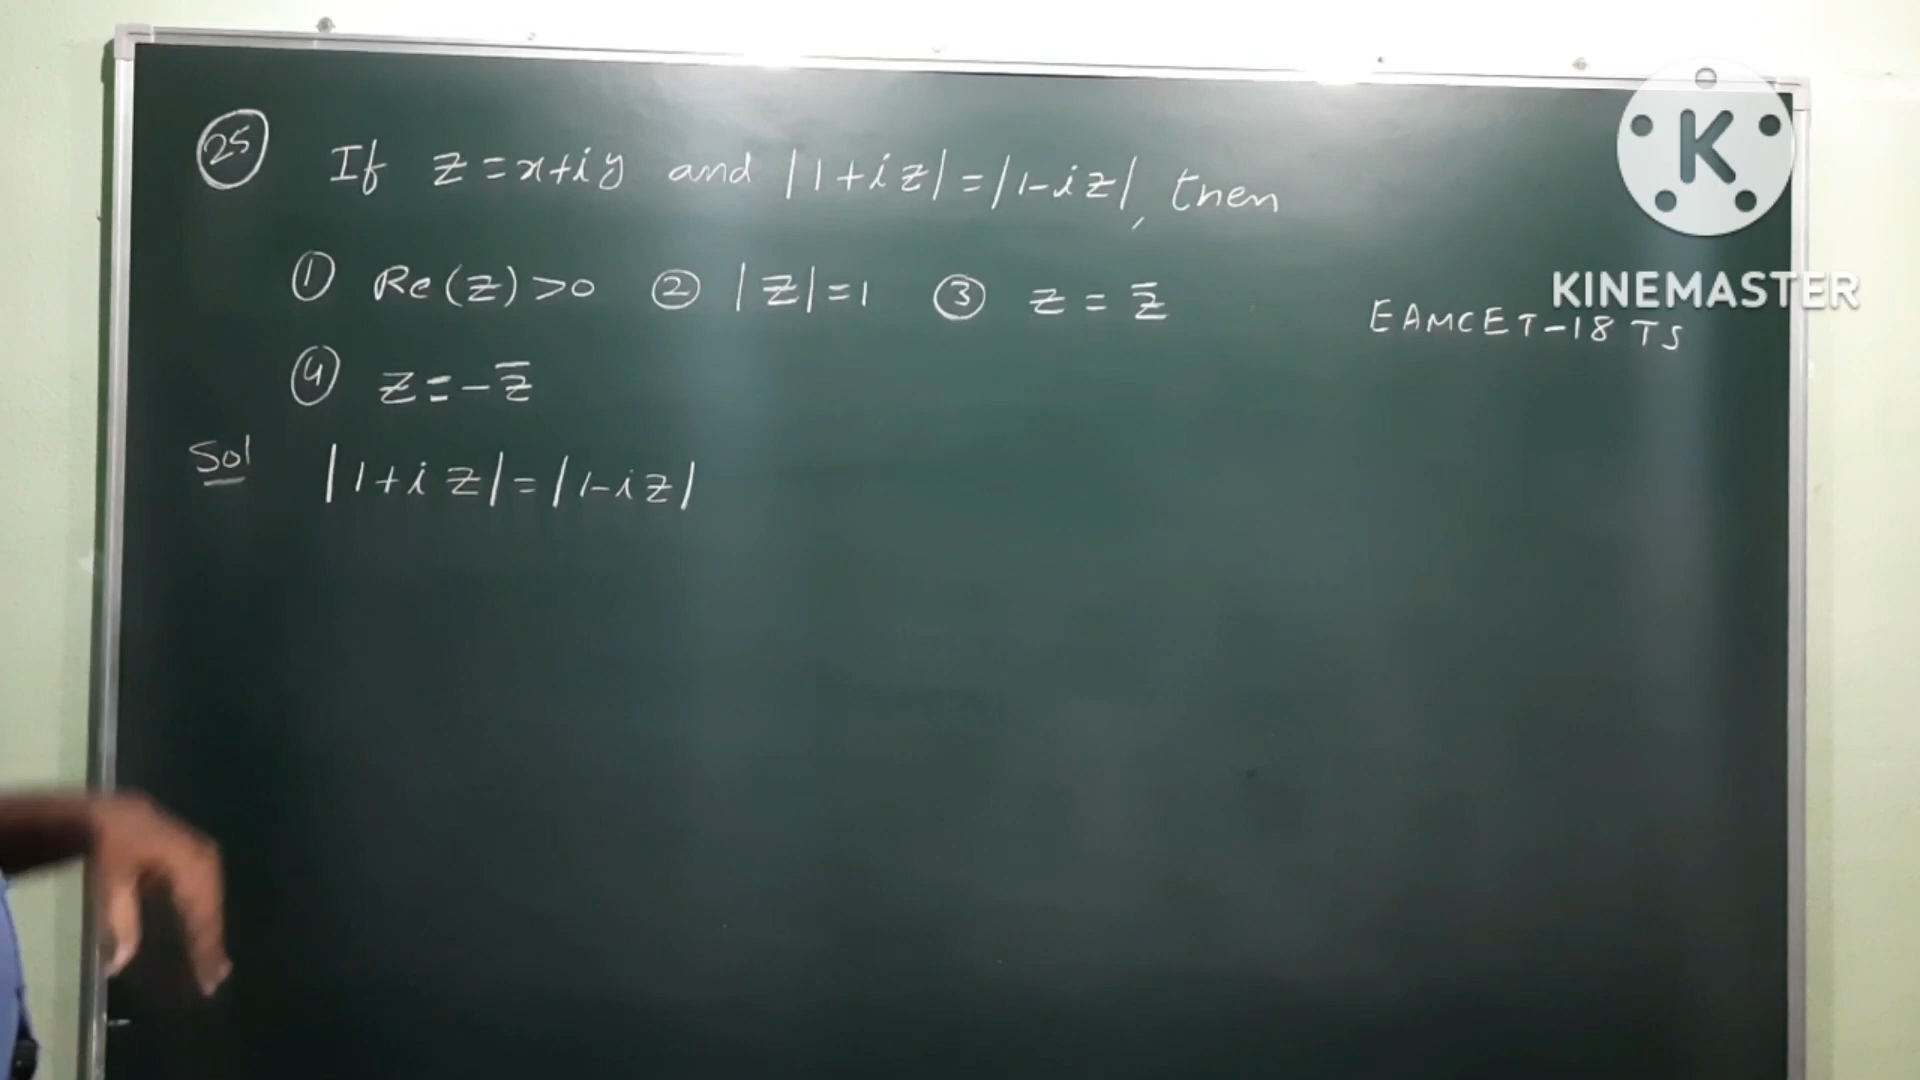 25 If z=x+iy and |1+iz|=|1-iz|, then
① Re(z)>0 ② |z|=1 ③ z=z̄
EAMCET-18 TS
④ z=-z̄
Sol |1+iz|=|1-iz|
K
KINEMASTER